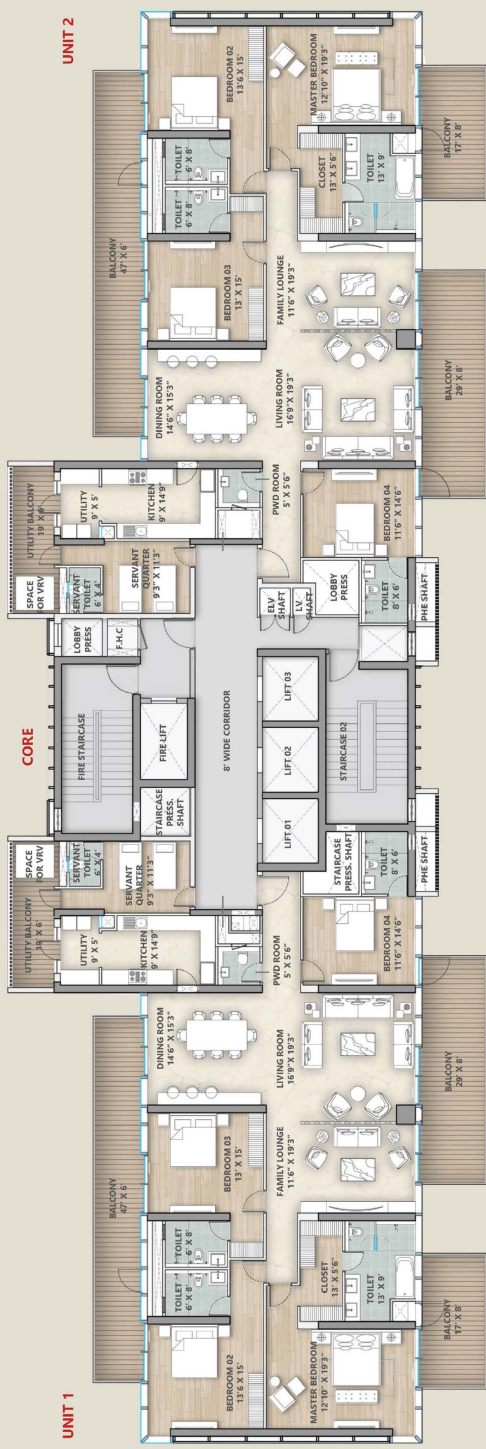 UNIT 1
CORE
UNIT 2
BALCONY
47' X 6'
UTILITY BALCONY
19' X 6'
SPACE
FOR VRV
SPACE
FOR VRV
UTILITY BALCONY
19' X 6'
BALCONY
47' X 6'
BEDROOM 02
13'6 X 15'
TOILET
6' X 8'
TOILET
6' X 8'
BEDROOM 03
13' X 15'
DINING ROOM
14'6" X 15'3"
UTILITY
9' X 5'
KITCHEN
9' X 14'9"
SERVANT
TOILET
6' X 4'
SERVANT
QUARTER
9'3" X 11'3"
FIRE STAIRCASE
STAIRCASE
PRESS.
SHAFT
FIRE LIFT
LOBBY
PRESS
F.H.C
SERVANT
TOILET
6' X 4'
SERVANT
QUARTER
9'3" X 11'3"
UTILITY
9' X 5'
KITCHEN
9' X 14'9"
DINING ROOM
14'6" X 15'3"
BEDROOM 03
13' X 15'
TOILET
6' X 8'
TOILET
6' X 8'
BEDROOM 02
13'6 X 15'
8' WIDE CORRIDOR
MASTER BEDROOM
12'10" X 19'3"
CLOSET
13' X 5'6"
TOILET
13' X 9'
FAMILY LOUNGE
11'6" X 19'3"
LIVING ROOM
16'9" X 19'3"
PWD ROOM
5' X 5'6"
BEDROOM 04
11'6" X 14'6"
STAIRCASE
PRESS. SHAFT
TOILET
8' X 6'
LIFT 01
LIFT 02
LIFT 03
STAIRCASE 02
ELV
SHAFT
LV.
SHAFT
LOBBY
PRESS
TOILET
8' X 6'
PWD ROOM
5' X 5'6"
BEDROOM 04
11'6" X 14'6"
LIVING ROOM
16'9" X 19'3"
FAMILY LOUNGE
11'6" X 19'3"
CLOSET
13' X 5'6"
TOILET
13' X 9'
MASTER BEDROOM
12'10" X 19'3"
BALCONY
17' X 8'
BALCONY
29' X 8'
PHE SHAFT
PHE SHAFT
BALCONY
29' X 8'
BALCONY
17' X 8'